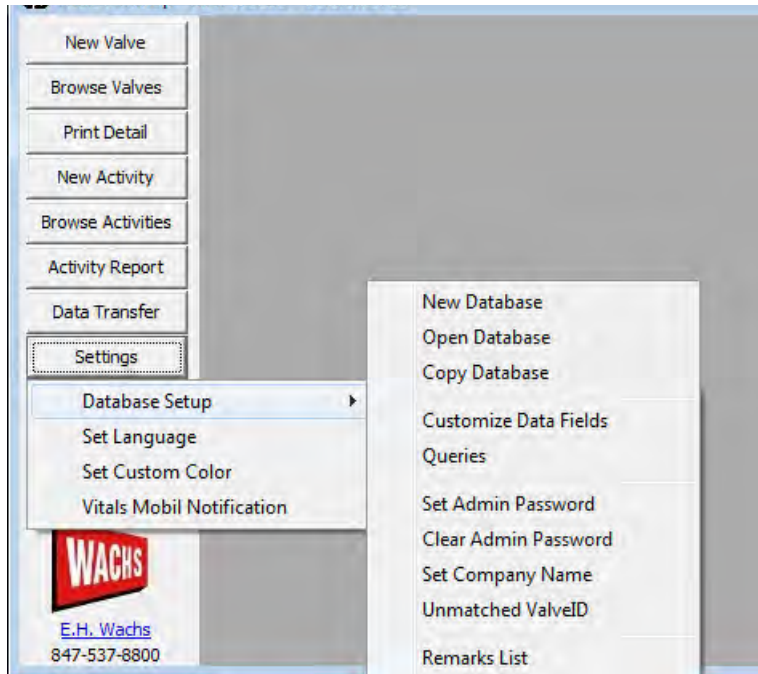 New Valve
Browse Valves
Print Detail
New Activity
Browse Activities
Activity Report
Data Transfer
Settings
Database Setup
Set Language
Set Custom Color
Vitals Mobil Notification
New Database
Open Database
Copy Database
Customize Data Fields
Queries
Set Admin Password
Clear Admin Password
Set Company Name
Unmatched ValveID
Remarks List
WACHS
E.H. Wachs
847-537-8800